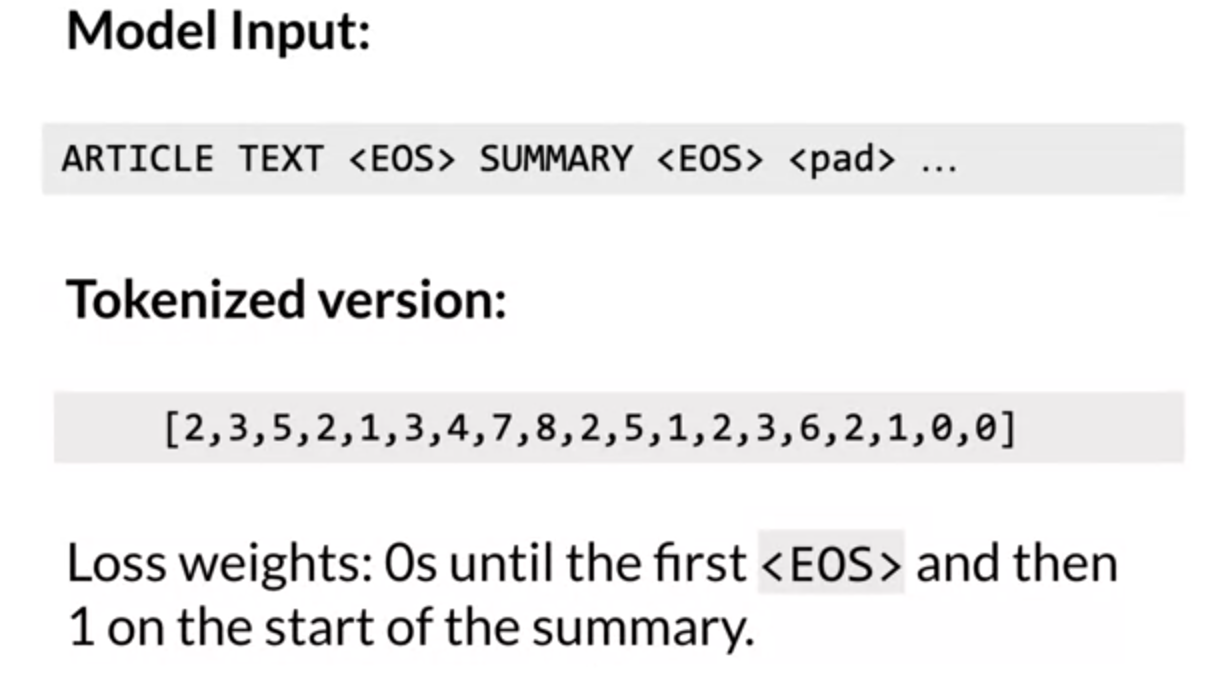 Model Input:
ARTICLE TEXT <EOS> SUMMARY <EOS> <pad> ...
Tokenized version:
[2,3,5,2,1,3,4,7,8,2,5,1,2,3,6,2,1,0,0]
Loss weights: 0s until the first <EOS> and then
1 on the start of the summary.